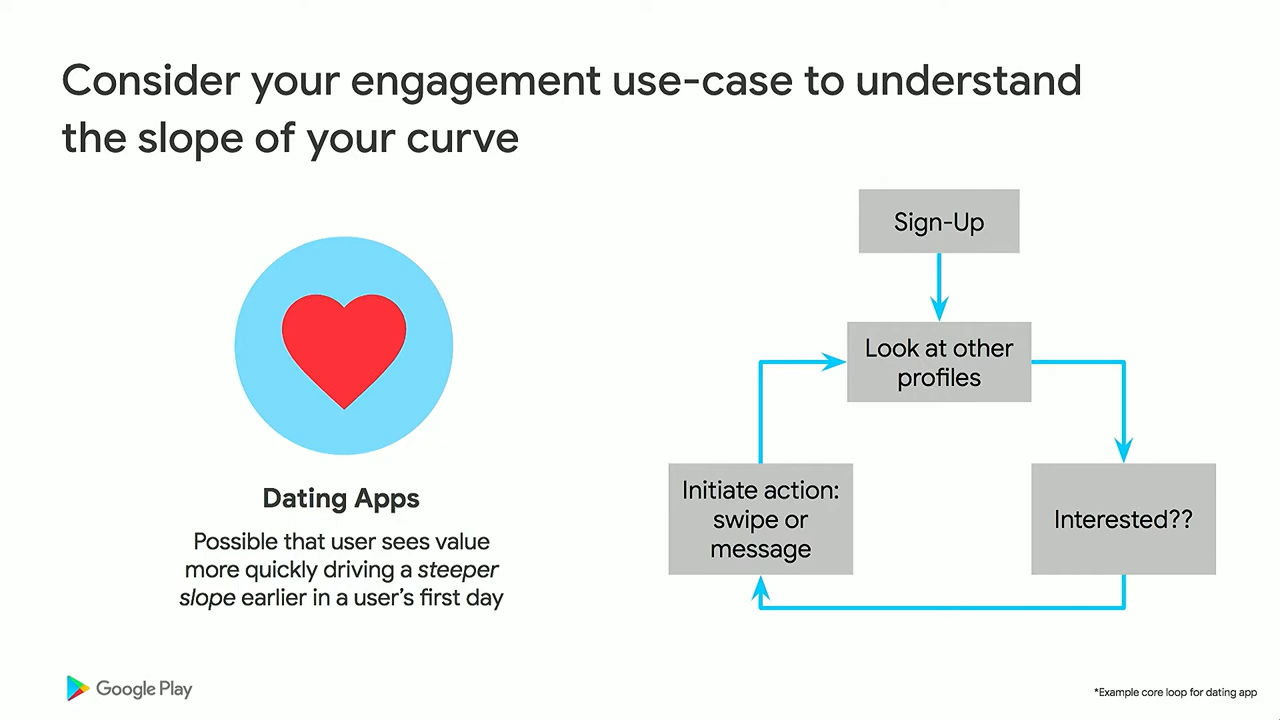 Consider your engagement use-case to understand
the slope of your curve
Sign-Up
Look at other
profiles
Initiate action:
swipe or
message
Interested??
Dating Apps
Possible that user sees value
more quickly driving a steeper
slope earlier in a user's first day
Google Play
*Example core loop for dating app